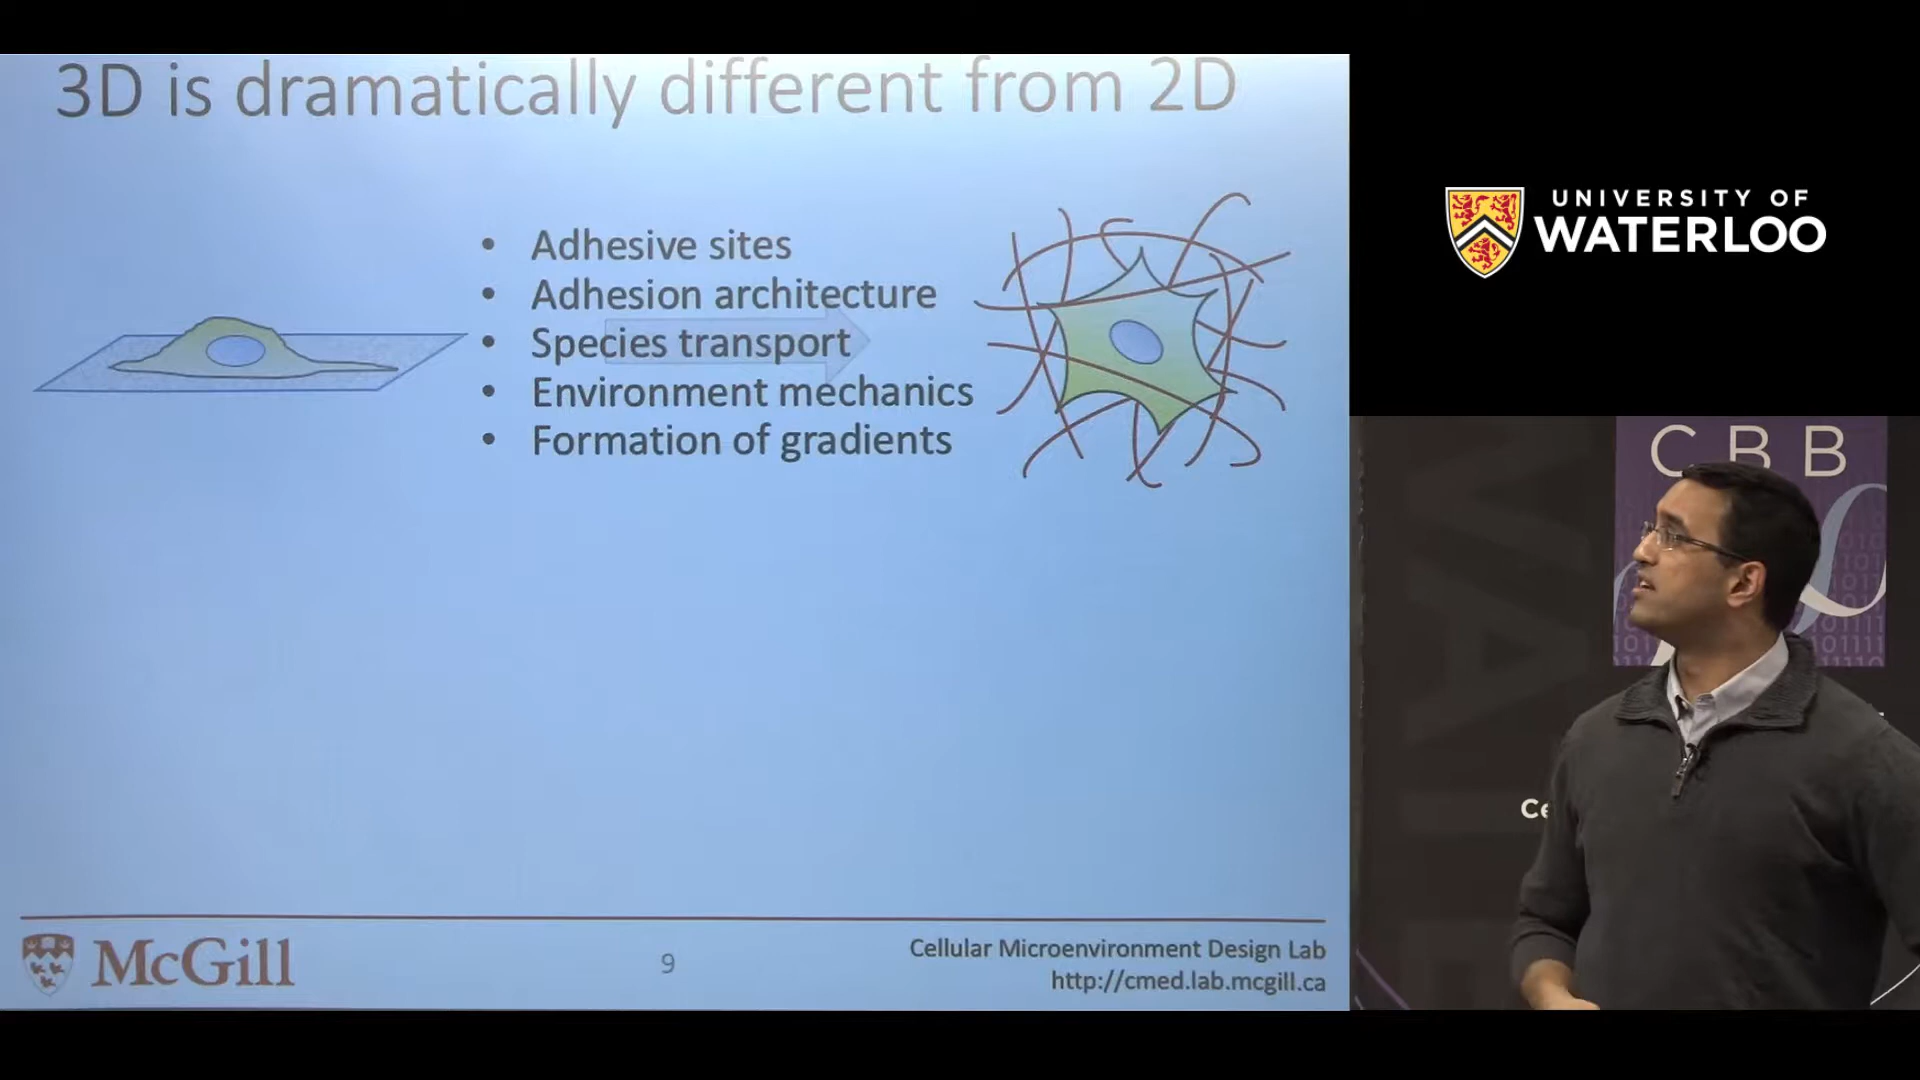 3D is dramatically different from 2D
• Adhesive sites
• Adhesion architecture
• Species transport
• Environment mechanics
• Formation of gradients
McGill
9
Cellular Microenvironment Design Lab
http://cmed.lab.mcgill.ca
UNIVERSITY OF
WATERLOO
CBB
Ce